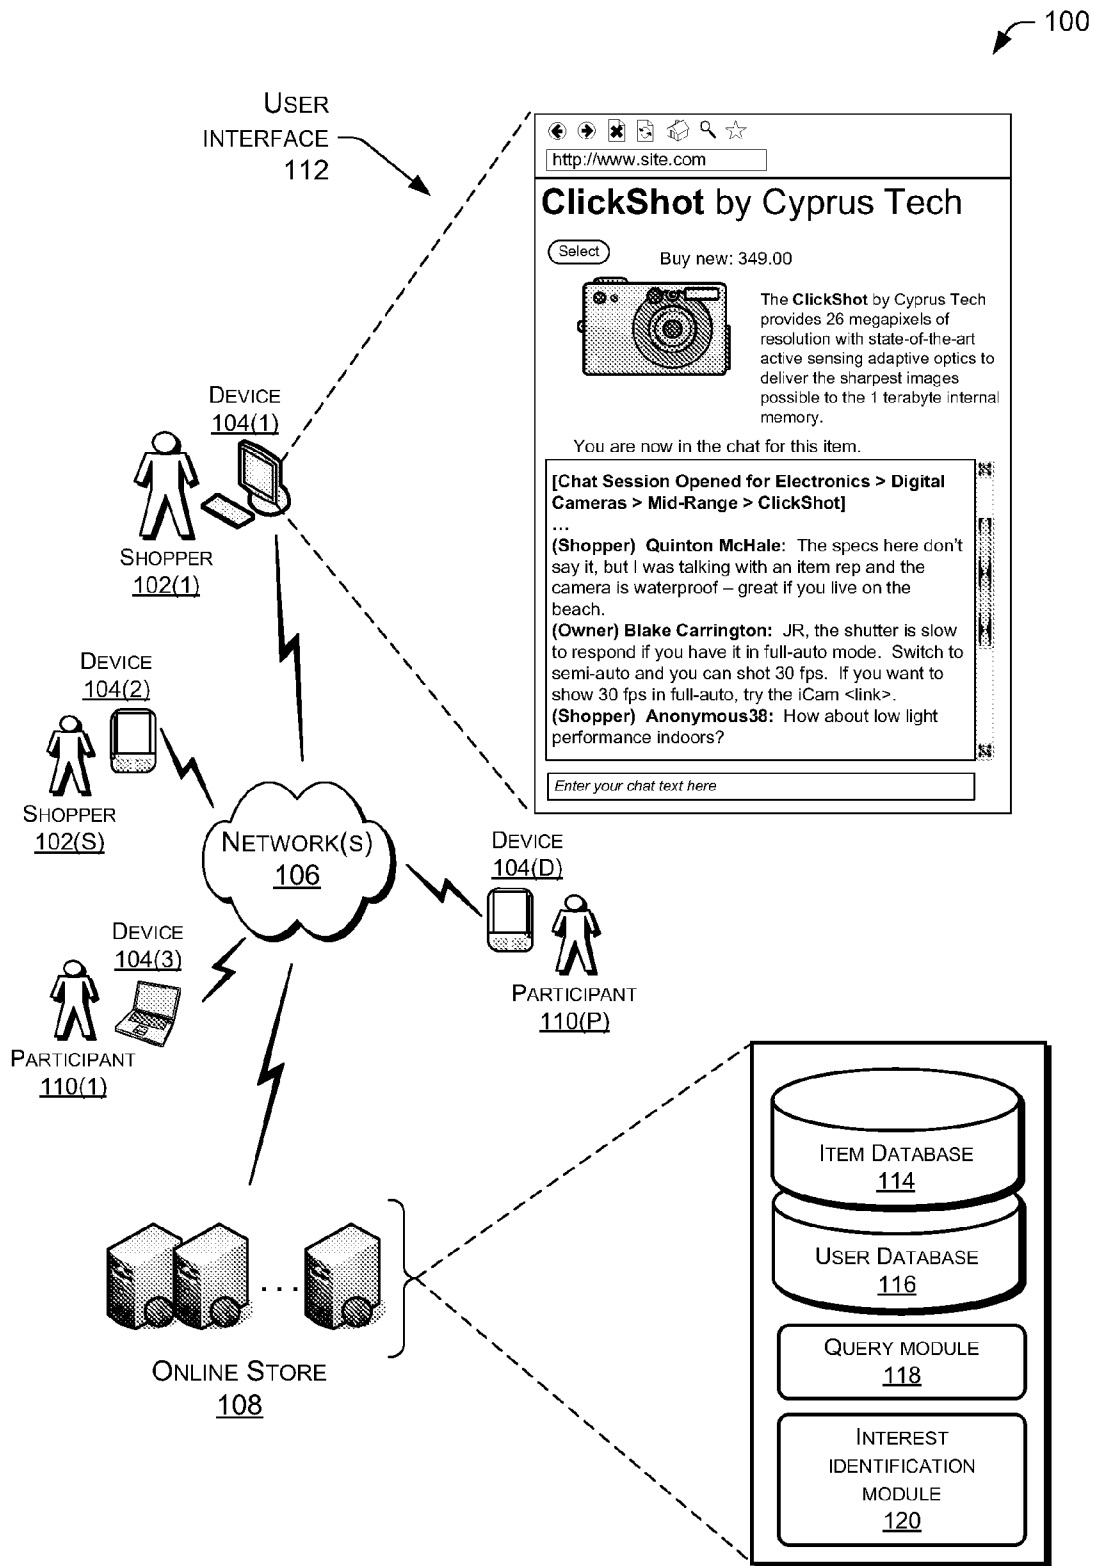 100
USER
INTERFACE
112
http://www.site.com
ClickShot by Cyprus Tech
Select
Buy new: 349.00
The ClickShot by Cyprus Tech
provides 26 megapixels of
resolution with state-of-the-art
active sensing adaptive optics to
deliver the sharpest images
possible to the 1 terabyte internal
memory.
You are now in the chat for this item.
[Chat Session Opened for Electronics > Digital
Cameras > Mid-Range > ClickShot]
...
(Shopper) Quinton McHale: The specs here don't
say it, but I was talking with an item rep and the
camera is waterproof – great if you live on the
beach.
(Owner) Blake Carrington: JR, the shutter is slow
to respond if you have it in full-auto mode. Switch to
semi-auto and you can shot 30 fps. If you want to
show 30 fps in full-auto, try the iCam <link>.
(Shopper) Anonymous38: How about low light
performance indoors?
Enter your chat text here
DEVICE
104(1)
SHOPPER
102(1)
DEVICE
104(2)
SHOPPER
102(S)
NETWORK(S)
106
DEVICE
104(D)
PARTICIPANT
110(P)
DEVICE
104(3)
PARTICIPANT
110(1)
...
ONLINE STORE
108
ITEM DATABASE
114
USER DATABASE
116
QUERY MODULE
118
INTEREST
IDENTIFICATION
MODULE
120